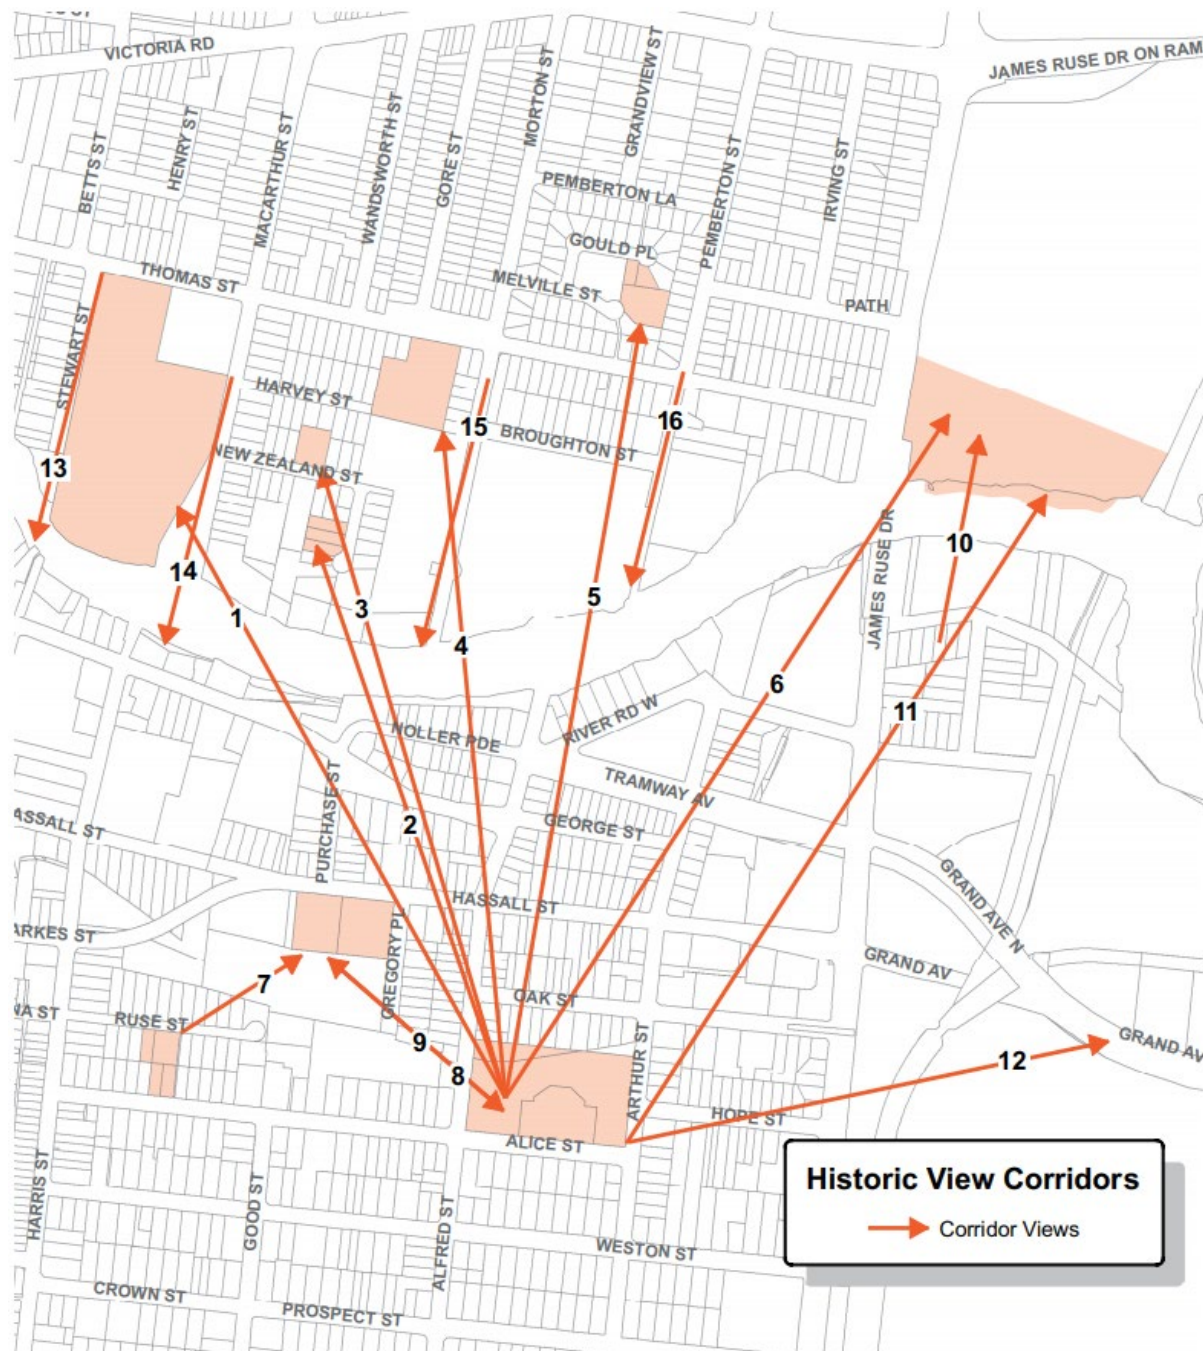 VICTORIA RD
JAMES RUSE DR ON RAM
BETTS ST
HENRY ST
MACARTHUR ST
WANDSWORTH ST
GORE ST
MORTON ST
GRANDVIEW ST
PEMBERTON ST
IRVING ST
PEMBERTON LA
GOULD PL
THOMAS ST
MELVILLE ST
PATH
STEWART ST
HARVEY ST
15
16
BROUGHTON ST
13
NEW ZEALAND ST
JAMES RUSE DR
10
14
1
3
5
4
6
11
NOLLER PDE
RIVER RD W
PURCHASE ST
TRAMWAY AV
ASSALL ST
2
GEORGE ST
HASSALL ST
GRAND AVE N
ARKES ST
GREGORY PL
GRAND AV
7
OAK ST
NA ST
RUSE ST
9
8
ARTHUR ST
12
GRAND AV
HOPE ST
ALICE ST
HARRIS ST
GOOD ST
ALFRED ST
WESTON ST
CROWN ST
PROSPECT ST
Historic View Corridors
Corridor Views